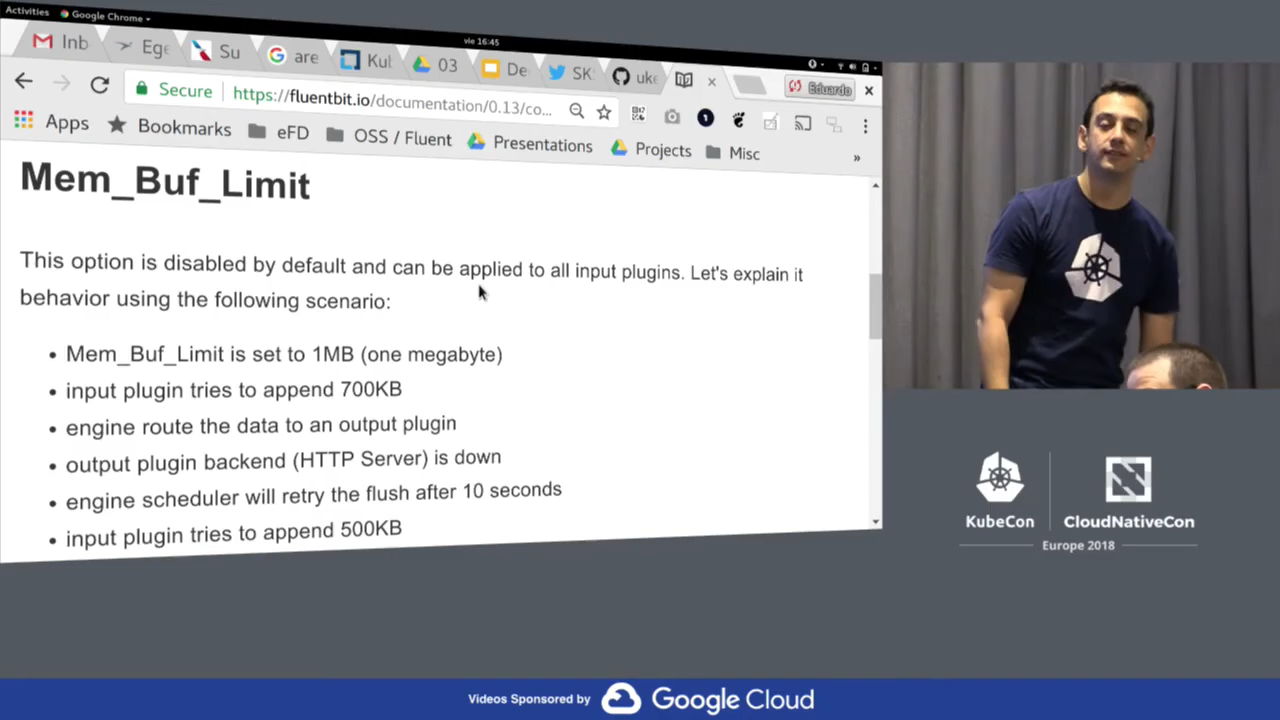 Activities
Google Chrome
vie 16:45
Inb
Ege
Su
are
Kub
03
De
SK
uke
Eduardo
Secure
https://fluentbit.io/documentation/0.13/co...
Apps
Bookmarks
eFD
OSS / Fluent
Presentations
Projects
Misc
»
Mem_Buf_Limit
This option is disabled by default and can be applied to all input plugins. Let's explain it
behavior using the following scenario:
• Mem_Buf_Limit is set to 1MB (one megabyte)
• input plugin tries to append 700KB
• engine route the data to an output plugin
• output plugin backend (HTTP Server) is down
• engine scheduler will retry the flush after 10 seconds
• input plugin tries to append 500KB
KubeCon
CloudNativeCon
Europe 2018
Videos Sponsored by
Google Cloud